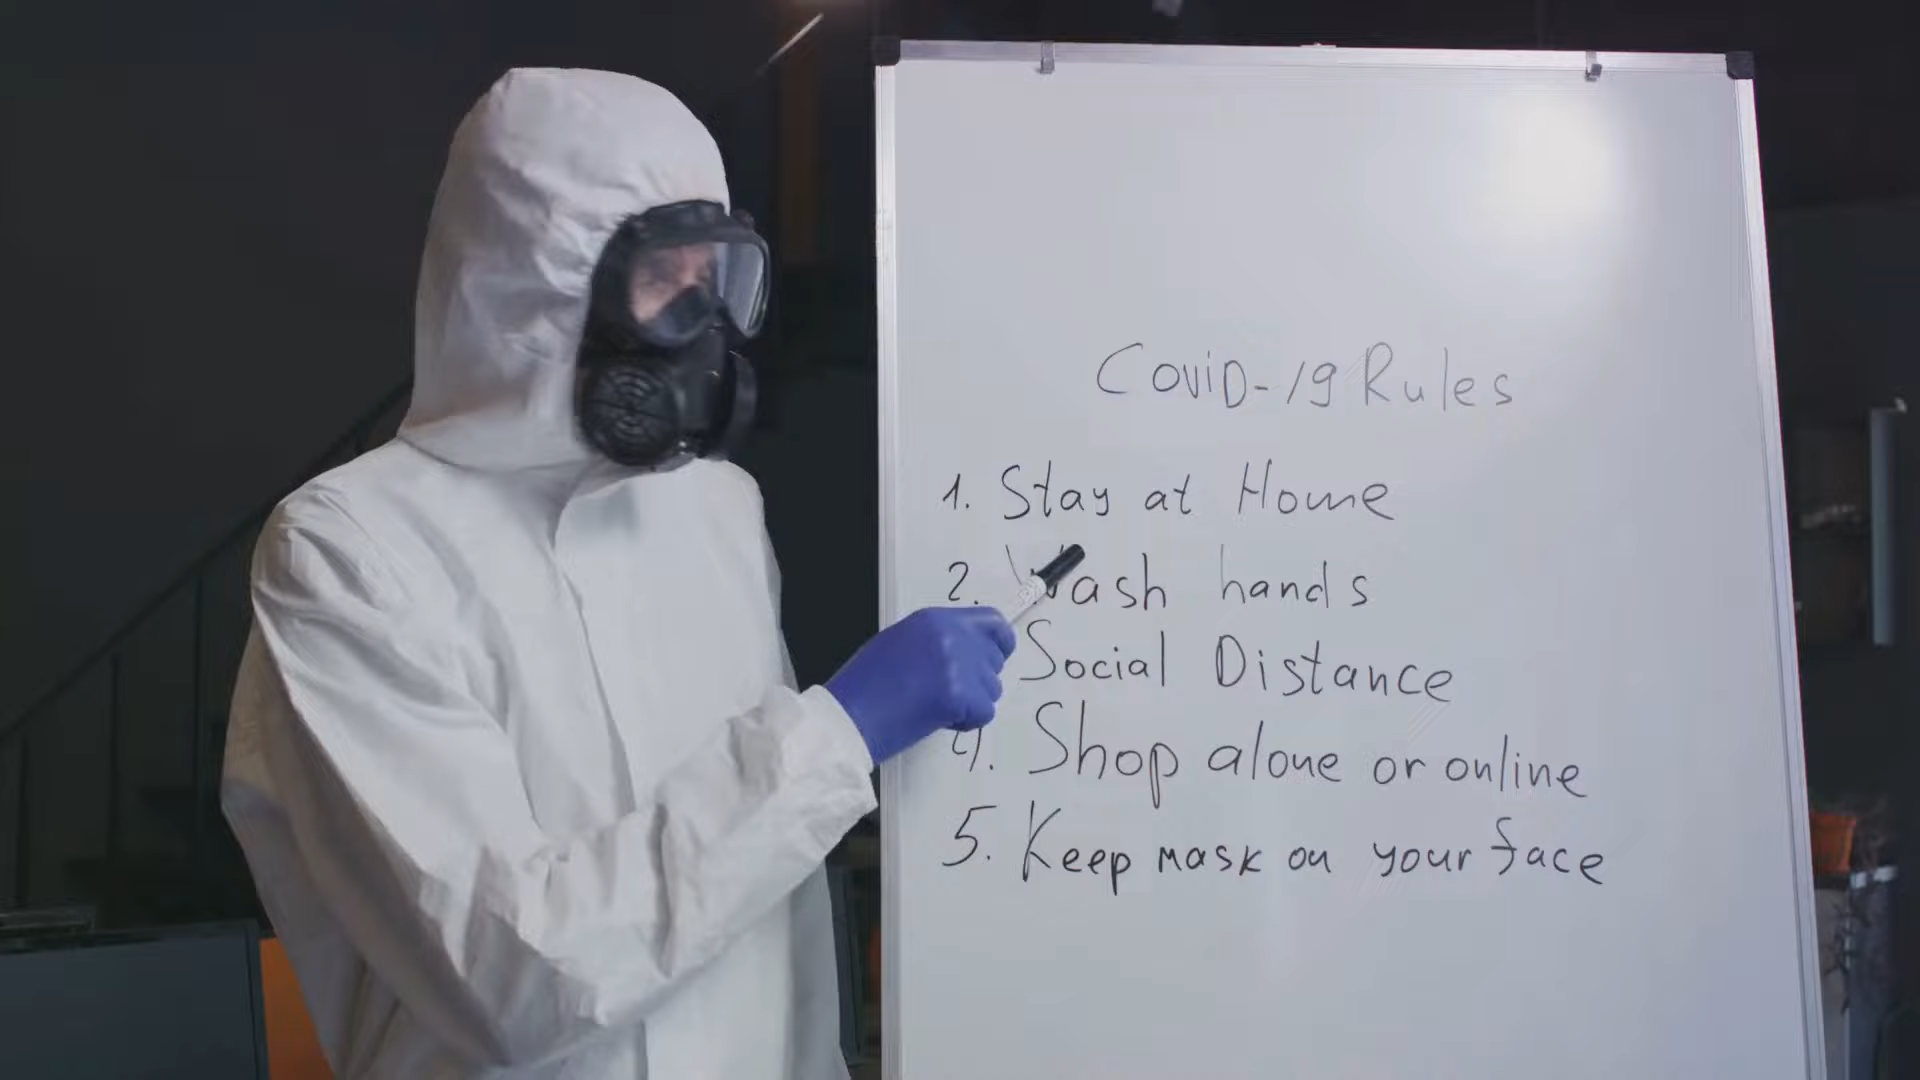 Covid-19 Rules
1. Stay at Home
2. Wash hands
Social Distance
4. Shop alone or online
5. Keep mask on your face